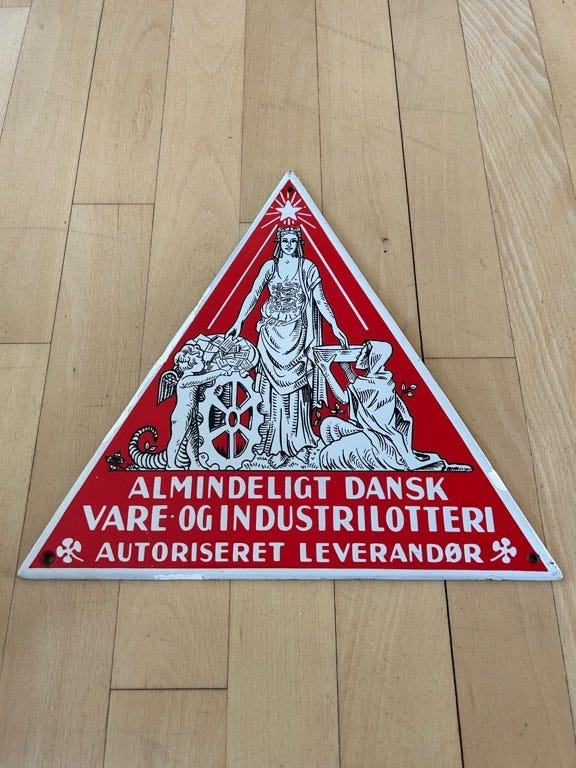 ALMINDELIGT DANSK
VARE- OG INDUSTRILOTTERI
AUTORISERET LEVERANDØR